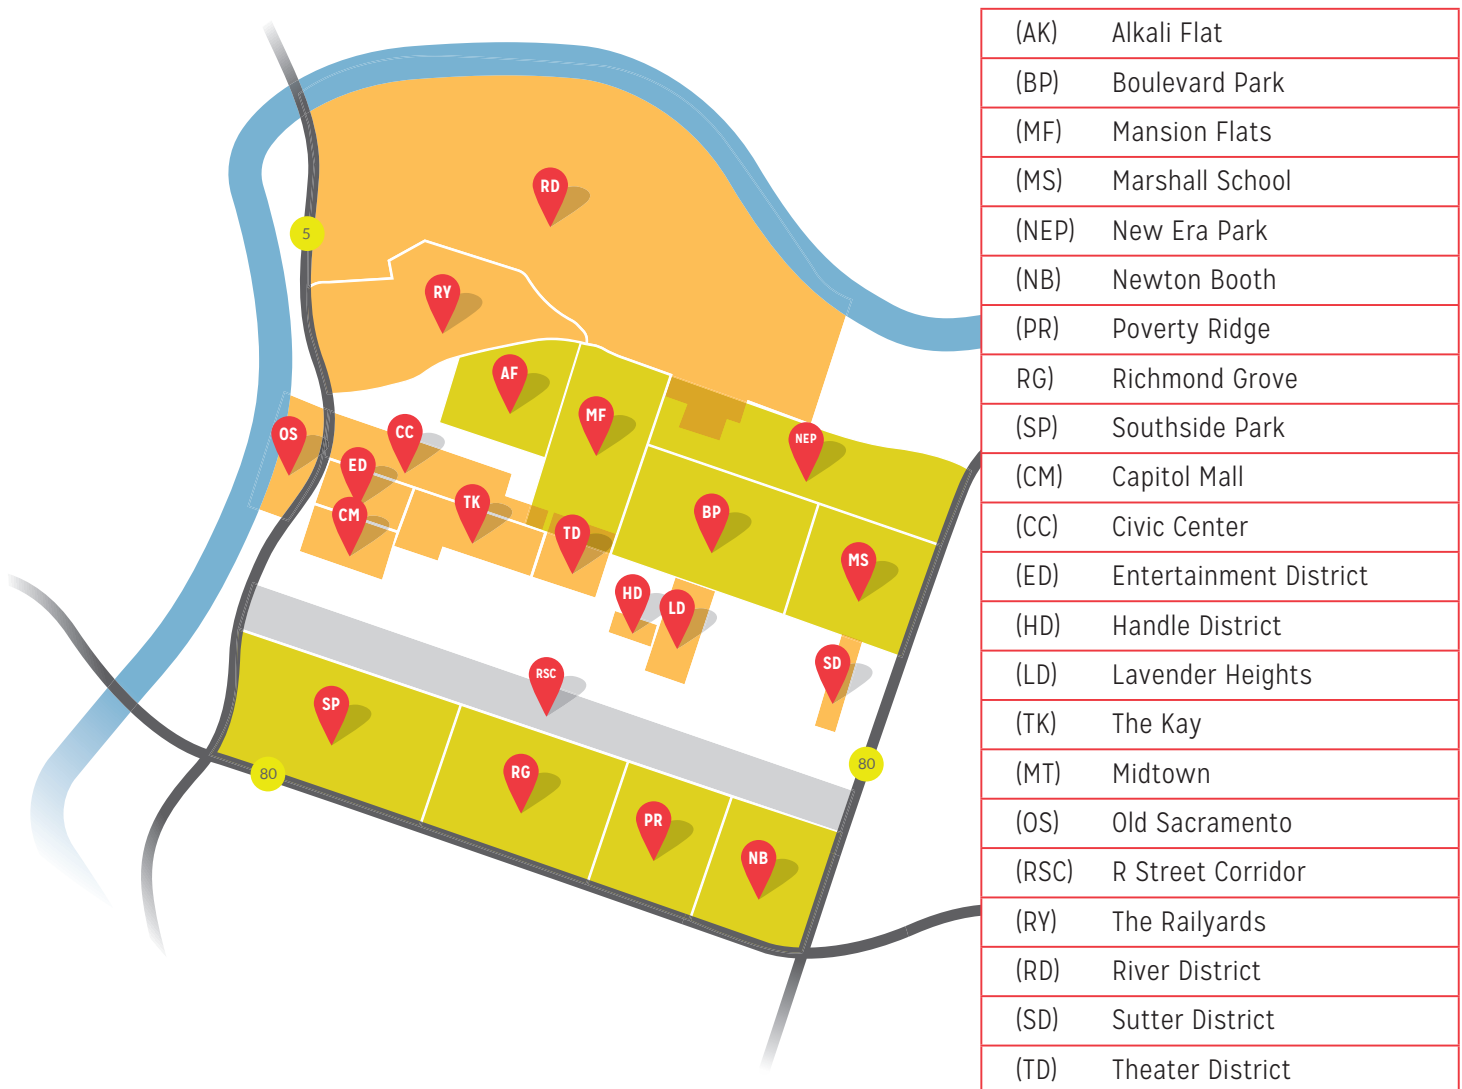 RD
5
RY
AF
MF
OS
CC
NEP
ED
TK
CM
BP
TD
MS
HD
LD
SD
RSC
SP
RG
80
80
PR
NB
(AK) Alkali Flat
(BP) Boulevard Park
(MF) Mansion Flats
(MS) Marshall School
(NEP) New Era Park
(NB) Newton Booth
(PR) Poverty Ridge
RG) Richmond Grove
(SP) Southside Park
(CM) Capitol Mall
(CC) Civic Center
(ED) Entertainment District
(HD) Handle District
(LD) Lavender Heights
(TK) The Kay
(MT) Midtown
(OS) Old Sacramento
(RSC) R Street Corridor
(RY) The Railyards
(RD) River District
(SD) Sutter District
(TD) Theater District